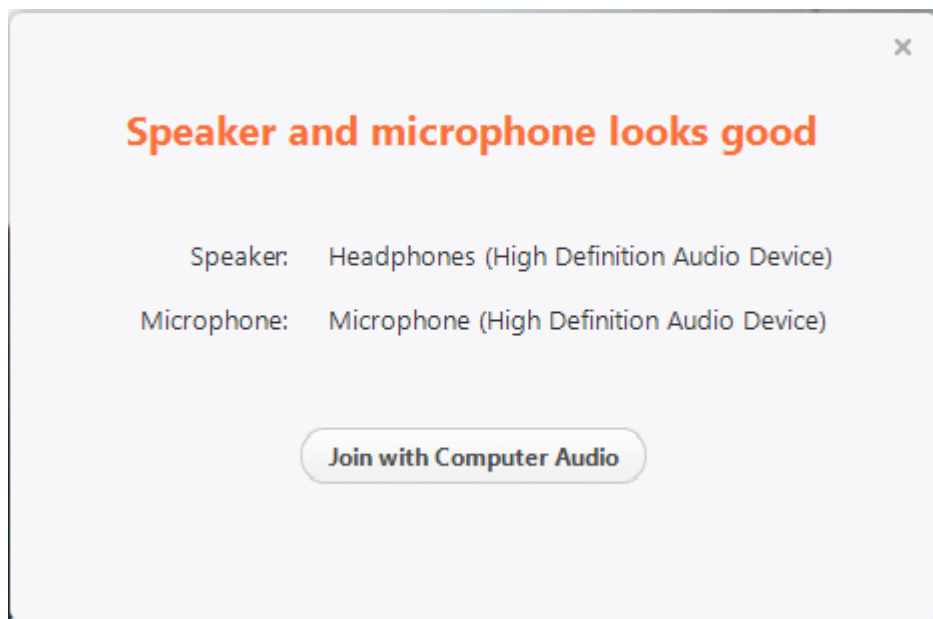 Speaker and microphone looks good
Speaker: Headphones (High Definition Audio Device)
Microphone: Microphone (High Definition Audio Device)
Join with Computer Audio